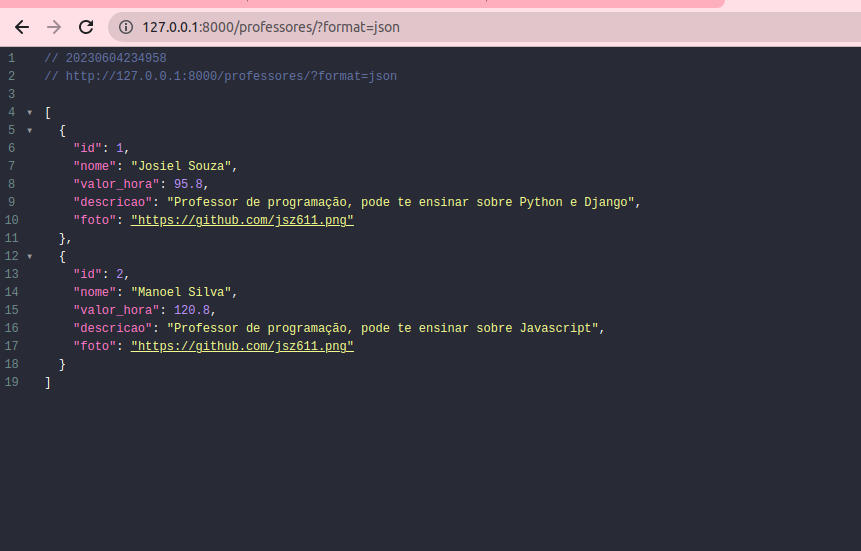 127.0.0.1:8000/professores/?format=json
1 // 20230604234958
2 // http://127.0.0.1:8000/professores/?format=json
3
4 [
5 {
6 "id": 1,
7 "nome": "Josiel Souza",
8 "valor_hora": 95.8,
9 "descricao": "Professor de programação, pode te ensinar sobre Python e Django",
10 "foto": "https://github.com/jsz611.png"
11 },
12 {
13 "id": 2,
14 "nome": "Manoel Silva",
15 "valor_hora": 120.8,
16 "descricao": "Professor de programação, pode te ensinar sobre Javascript",
17 "foto": "https://github.com/jsz611.png"
18 }
19 ]